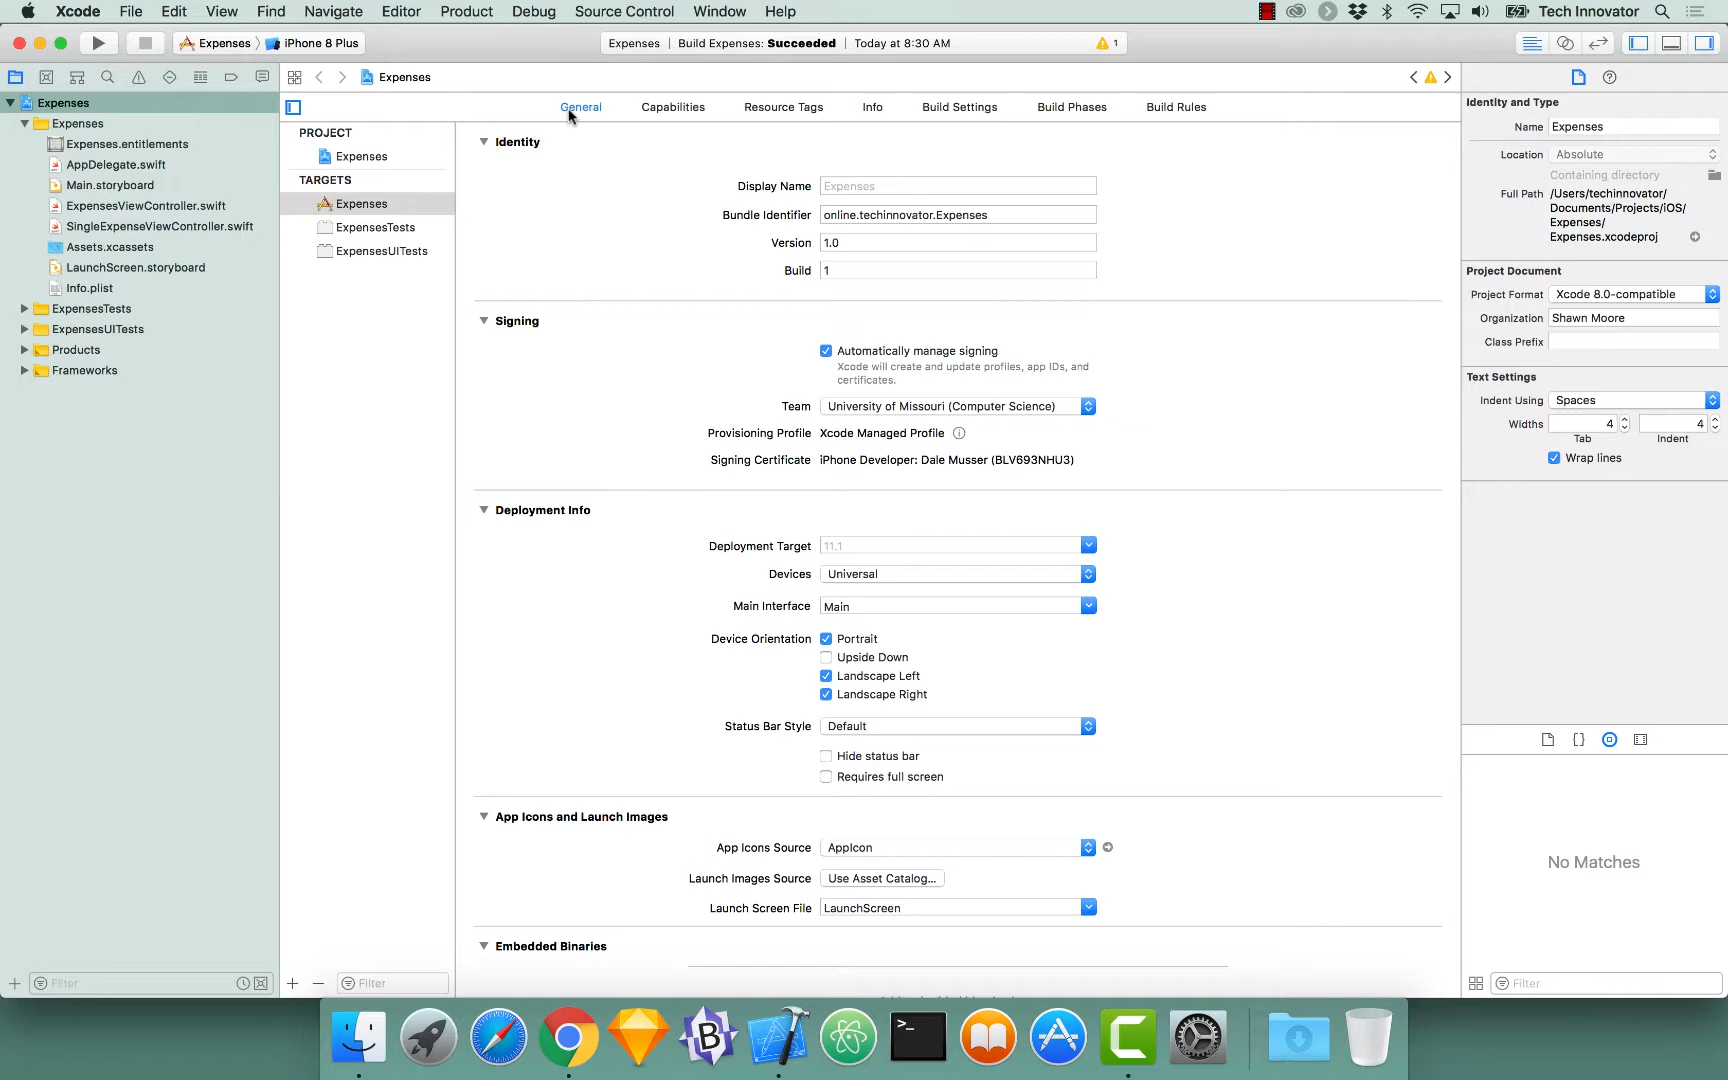 Xcode File Edit View Find Navigate Editor Product Debug Source Control Window Help Tech Innovator
Expenses iPhone 8 Plus Expenses | Build Expenses: Succeeded | Today at 8:30 AM 1
Expenses
General Capabilities Resource Tags Info Build Settings Build Phases Build Rules
Expenses
Expenses
Expenses.entitlements
AppDelegate.swift
Main.storyboard
ExpensesViewController.swift
SingleExpenseViewController.swift
Assets.xcassets
LaunchScreen.storyboard
Info.plist
ExpensesTests
ExpensesUITests
Products
Frameworks
Filter
PROJECT
Expenses
TARGETS
Expenses
ExpensesTests
ExpensesUITests
Filter
Identity
Display Name Expenses
Bundle Identifier online.techinnovator.Expenses
Version 1.0
Build 1
Signing
Automatically manage signing
Xcode will create and update profiles, app IDs, and
certificates.
Team University of Missouri (Computer Science)
Provisioning Profile Xcode Managed Profile
Signing Certificate iPhone Developer: Dale Musser (BLV693NHU3)
Deployment Info
Deployment Target 11.1
Devices Universal
Main Interface Main
Device Orientation Portrait
Upside Down
Landscape Left
Landscape Right
Status Bar Style Default
Hide status bar
Requires full screen
App Icons and Launch Images
App Icons Source AppIcon
Launch Images Source Use Asset Catalog...
Launch Screen File LaunchScreen
Embedded Binaries
Identity and Type
Name Expenses
Location Absolute
Containing directory
Full Path /Users/techinnovator/
Documents/Projects/iOS/
Expenses/
Expenses.xcodeproj
Project Document
Project Format Xcode 8.0-compatible
Organization Shawn Moore
Class Prefix
Text Settings
Indent Using Spaces
Widths 4 4
Tab Indent
Wrap lines
No Matches
Filter